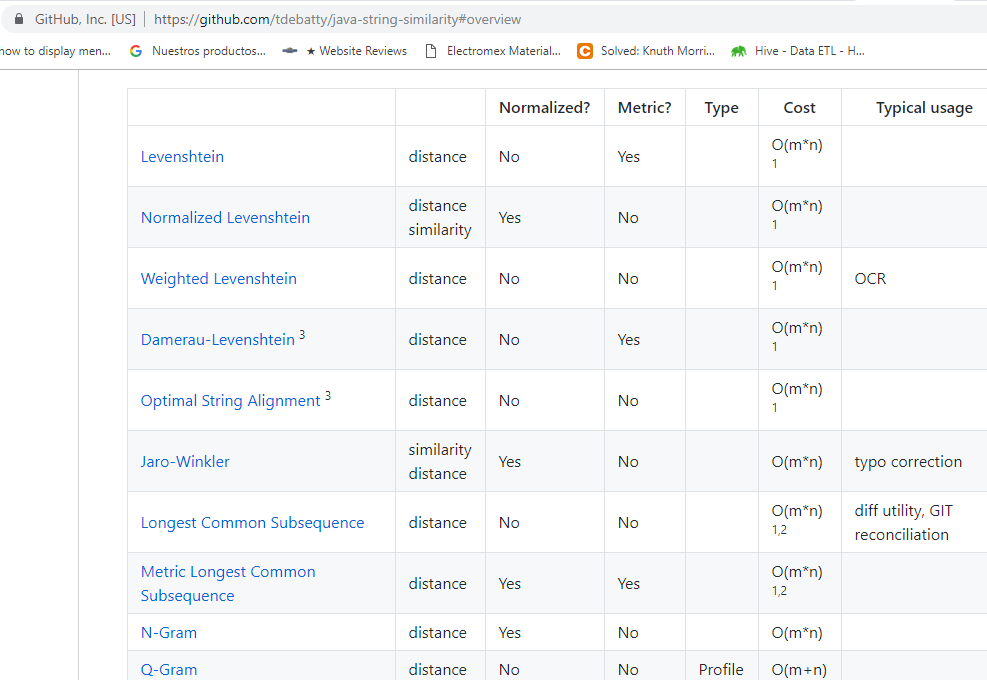 GitHub, Inc. [US] | https://github.com/tdebatty/java-string-similarity#overview
how to display men... Nuestros productos... ★ Website Reviews Electromex Material... Solved: Knuth Morri... Hive - Data ETL - H...
Normalized? Metric? Type Cost Typical usage
Levenshtein distance No Yes O(m*n) 1
Normalized Levenshtein distance similarity Yes No O(m*n) 1
Weighted Levenshtein distance No No O(m*n) 1 OCR
Damerau-Levenshtein 3 distance No Yes O(m*n) 1
Optimal String Alignment 3 distance No No O(m*n) 1
Jaro-Winkler similarity distance Yes No O(m*n) typo correction
Longest Common Subsequence distance No No O(m*n) 1,2 diff utility, GIT reconciliation
Metric Longest Common Subsequence distance Yes Yes O(m*n) 1,2
N-Gram distance Yes No O(m*n)
Q-Gram distance No No Profile O(m+n)